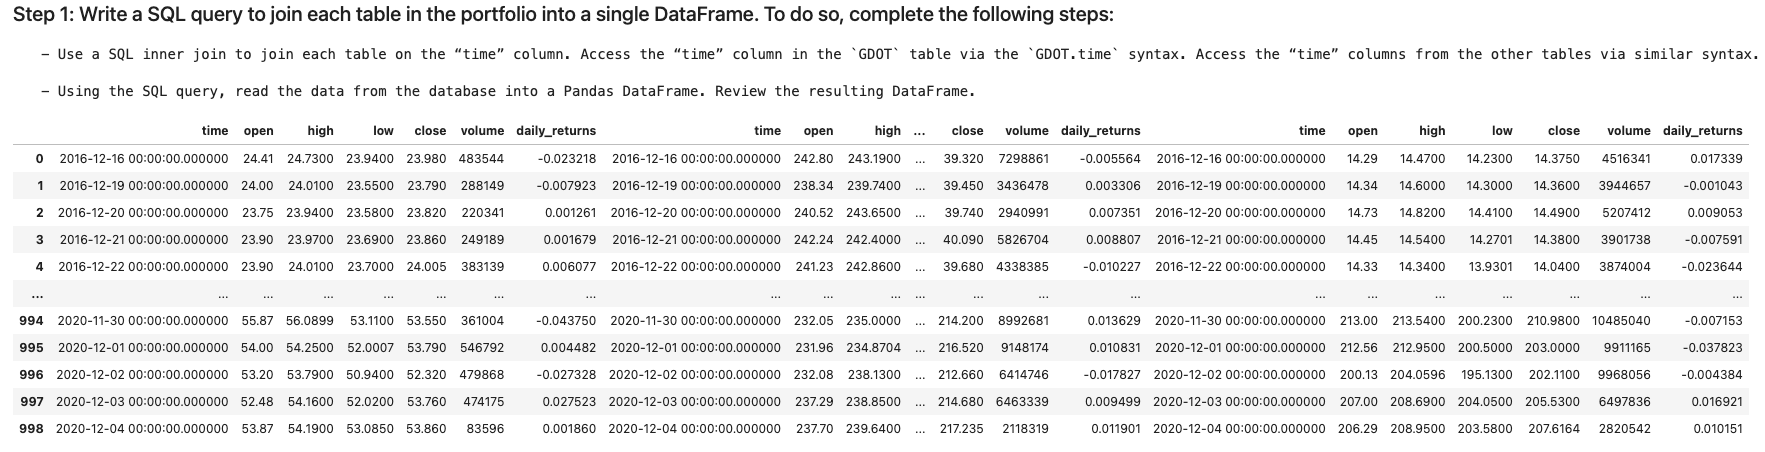 Step 1: Write a SQL query to join each table in the portfolio into a single DataFrame. To do so, complete the following steps:
– Use a SQL inner join to join each table on the “time” column. Access the “time” column in the `GDOT` table via the `GDOT.time` syntax. Access the “time” columns from the other tables via similar syntax.
– Using the SQL query, read the data from the database into a Pandas DataFrame. Review the resulting DataFrame.
time open high low close volume daily_returns time open high ... close volume daily_returns time open high low close volume daily_returns
0 2016-12-16 00:00:00.000000 24.41 24.7300 23.9400 23.980 483544 -0.023218 2016-12-16 00:00:00.000000 242.80 243.1900 ... 39.320 7298861 -0.005564 2016-12-16 00:00:00.000000 14.29 14.4700 14.2300 14.3750 4516341 0.017339
1 2016-12-19 00:00:00.000000 24.00 24.0100 23.5500 23.790 288149 -0.007923 2016-12-19 00:00:00.000000 238.34 239.7400 ... 39.450 3436478 0.003306 2016-12-19 00:00:00.000000 14.34 14.6000 14.3000 14.3600 3944657 -0.001043
2 2016-12-20 00:00:00.000000 23.75 23.9400 23.5800 23.820 220341 0.001261 2016-12-20 00:00:00.000000 240.52 243.6500 ... 39.740 2940991 0.007351 2016-12-20 00:00:00.000000 14.73 14.8200 14.4100 14.4900 5207412 0.009053
3 2016-12-21 00:00:00.000000 23.90 23.9700 23.6900 23.860 249189 0.001679 2016-12-21 00:00:00.000000 242.24 242.4000 ... 40.090 5826704 0.008807 2016-12-21 00:00:00.000000 14.45 14.5400 14.2701 14.3800 3901738 -0.007591
4 2016-12-22 00:00:00.000000 23.90 24.0100 23.7000 24.005 383139 0.006077 2016-12-22 00:00:00.000000 241.23 242.8600 ... 39.680 4338385 -0.010227 2016-12-22 00:00:00.000000 14.33 14.3400 13.9301 14.0400 3874004 -0.023644
... ... ... ... ... ... ... ... ... ... ... ... ... ... ... ... ... ... ... ... ... ...
994 2020-11-30 00:00:00.000000 55.87 56.0899 53.1100 53.550 361004 -0.043750 2020-11-30 00:00:00.000000 232.05 235.0000 ... 214.200 8992681 0.013629 2020-11-30 00:00:00.000000 213.00 213.5400 200.2300 210.9800 10485040 -0.007153
995 2020-12-01 00:00:00.000000 54.00 54.2500 52.0007 53.790 546792 0.004482 2020-12-01 00:00:00.000000 231.96 234.8704 ... 216.520 9148174 0.010831 2020-12-01 00:00:00.000000 212.56 212.9500 200.5000 203.0000 9911165 -0.037823
996 2020-12-02 00:00:00.000000 53.20 53.7900 50.9400 52.320 479868 -0.027328 2020-12-02 00:00:00.000000 232.08 238.1300 ... 212.660 6414746 -0.017827 2020-12-02 00:00:00.000000 200.13 204.0596 195.1300 202.1100 9968056 -0.004384
997 2020-12-03 00:00:00.000000 52.48 54.1600 52.0200 53.760 474175 0.027523 2020-12-03 00:00:00.000000 237.29 238.8500 ... 214.680 6463339 0.009499 2020-12-03 00:00:00.000000 207.00 208.6900 204.0500 205.5300 6497836 0.016921
998 2020-12-04 00:00:00.000000 53.87 54.1900 53.0850 53.860 83596 0.001860 2020-12-04 00:00:00.000000 237.70 239.6400 ... 217.235 2118319 0.011901 2020-12-04 00:00:00.000000 206.29 208.9500 203.5800 207.6164 2820542 0.010151